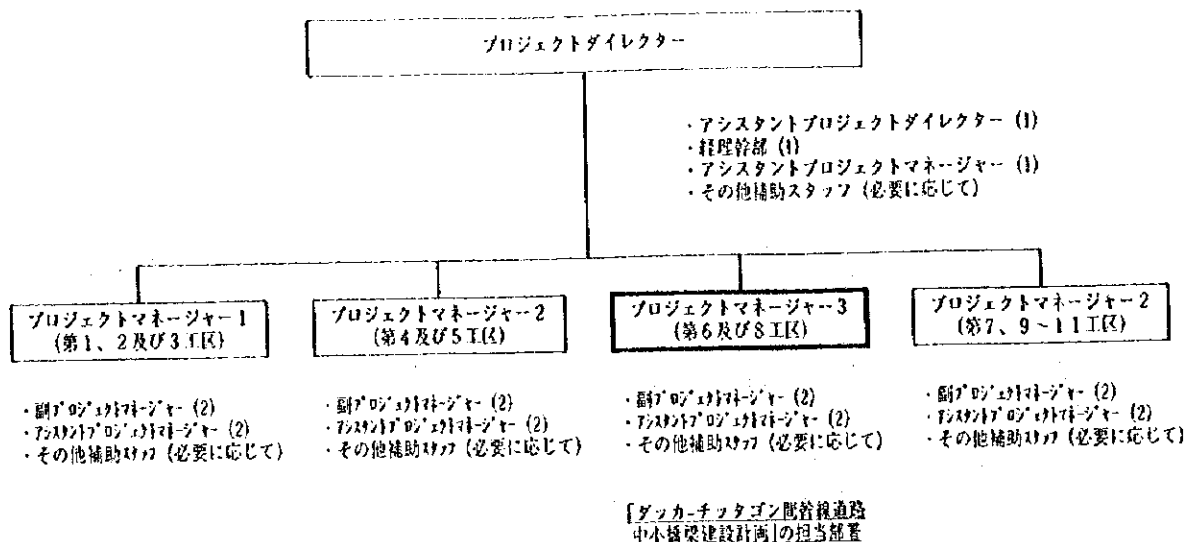 プロジェクトダイレクター
・アシスタントプロジェクトダイレクター (1)
・経理幹部 (1)
・アシスタントプロジェクトマネージャー (1)
・その他補助スタッフ (必要に応じて)
プロジェクトマネージャー1
(第1、2及び3工区)
プロジェクトマネージャー2
(第4及び5工区)
プロジェクトマネージャー3
(第6及び8工区)
プロジェクトマネージャー2
(第7、9~11工区)
・副プロジェクトマネージャー (2)
・アシスタントプロジェクトマネージャー (2)
・その他補助スタッフ (必要に応じて)
・副プロジェクトマネージャー (2)
・アシスタントプロジェクトマネージャー (2)
・その他補助スタッフ (必要に応じて)
・副プロジェクトマネージャー (2)
・アシスタントプロジェクトマネージャー (2)
・その他補助スタッフ (必要に応じて)
・副プロジェクトマネージャー (2)
・アシスタントプロジェクトマネージャー (2)
・その他補助スタッフ (必要に応じて)
「ダッカ-チッタゴン間幹線道路
中小橋梁建設計画」の担当部署